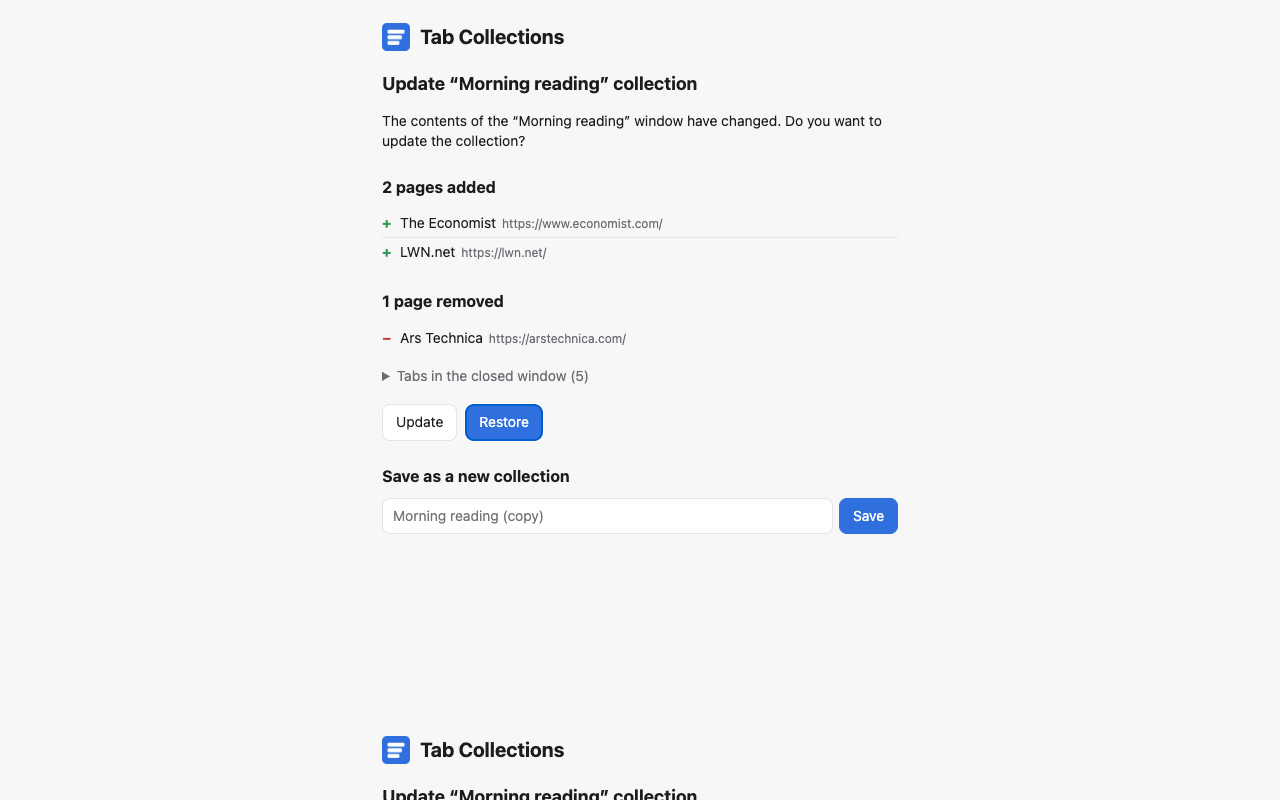 Tab Collections
Update “Morning reading” collection
The contents of the “Morning reading” window have changed. Do you want to
update the collection?
2 pages added
+ The Economist https://www.economist.com/
+ LWN.net https://lwn.net/
1 page removed
− Ars Technica https://arstechnica.com/
▶ Tabs in the closed window (5)
Update Restore
Save as a new collection
Morning reading (copy) Save
Tab Collections
Update “Morning reading” collection